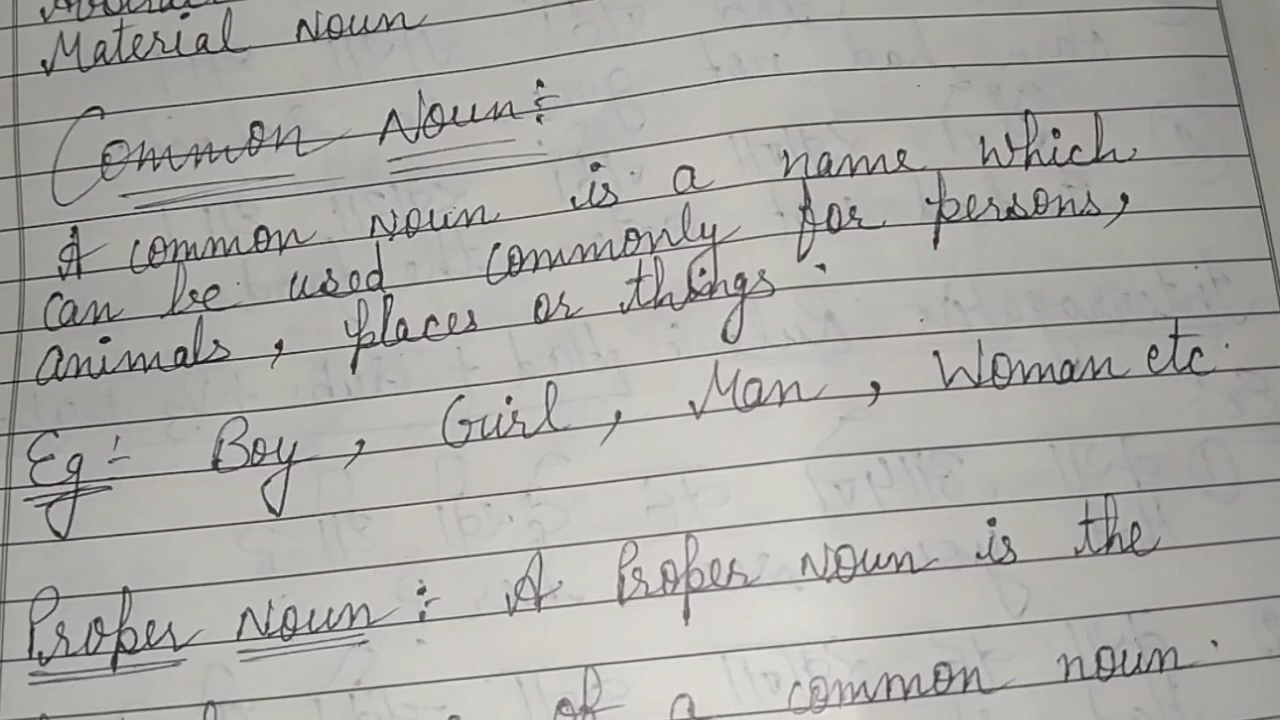 Material Noun
Common Noun:-
A common noun is a name which
can be used commonly for persons,
animals, places or things.
Eg:- Boy, Girl, Man, Woman etc.
Proper Noun:- A Proper Noun is the
of a common noun.